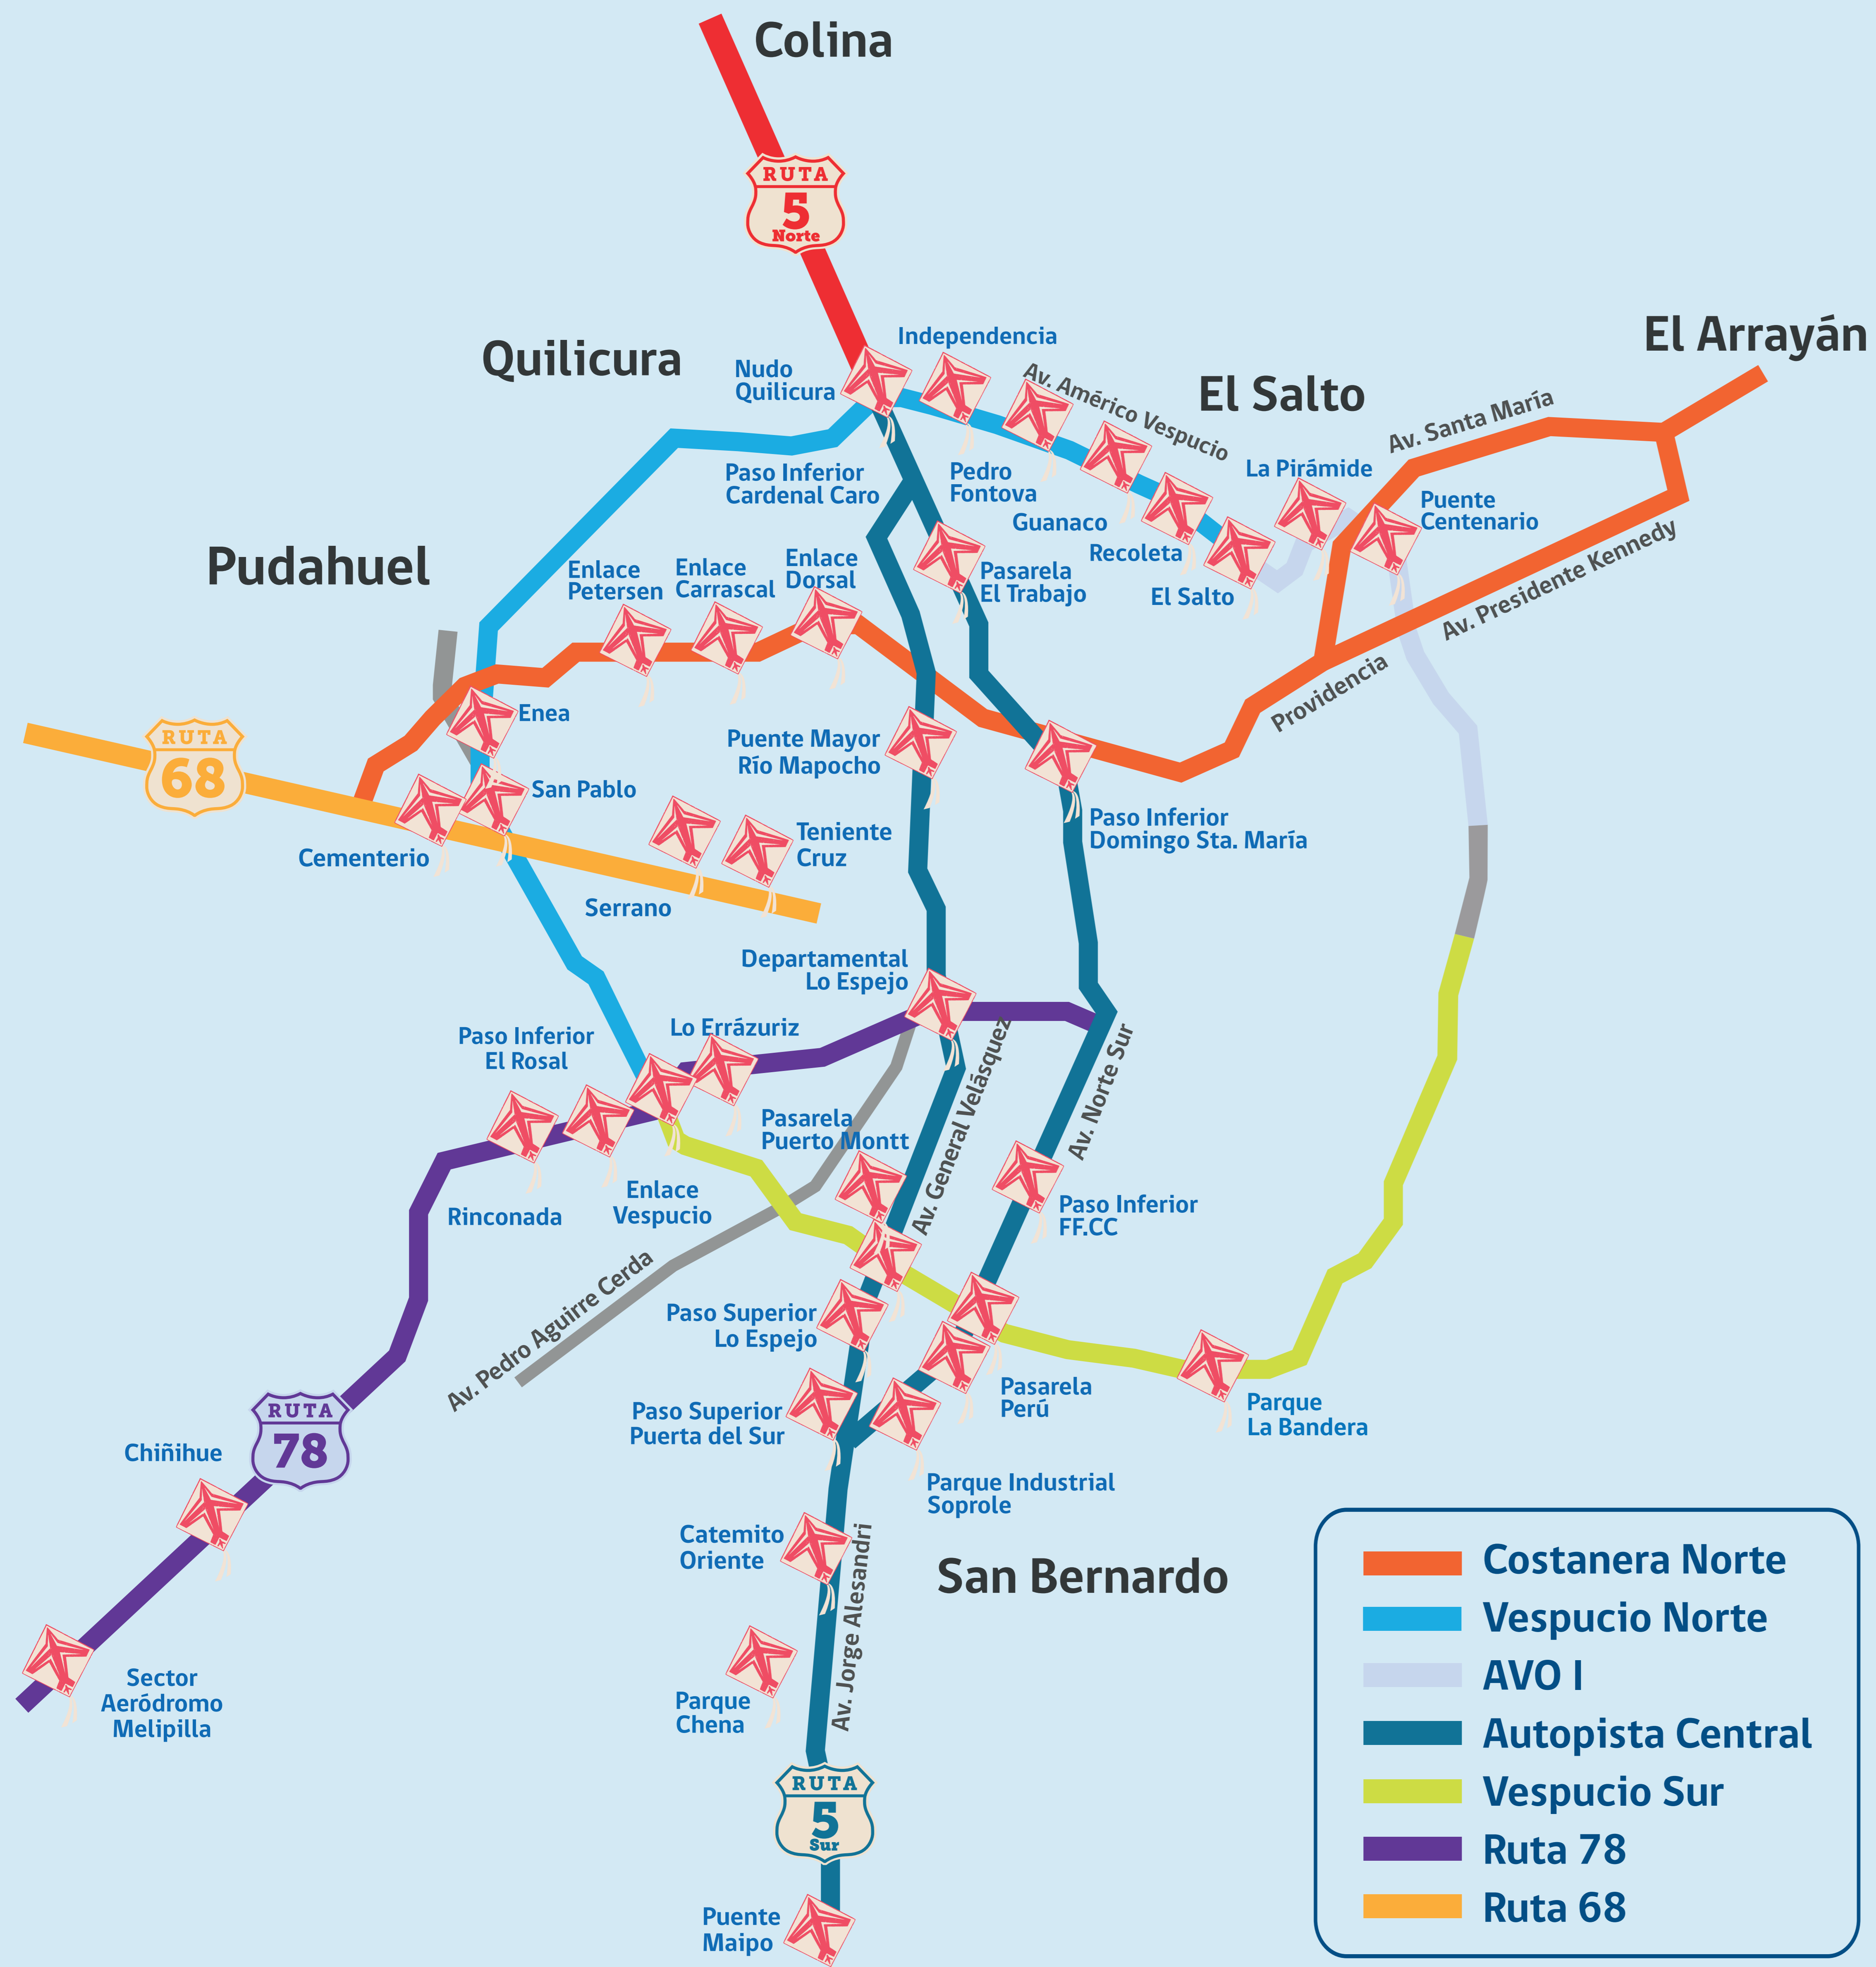 Colina
RUTA
5
Norte
Quilicura
Independencia
Nudo
Quilicura
Av. Américo Vespucio
El Salto
El Arrayán
Av. Santa María
La Pirámide
Puente
Centenario
Paso Inferior
Cardenal Caro
Pedro
Fontova
Guanaco
Recoleta
El Salto
Av. Presidente Kennedy
Providencia
Pudahuel
Enlace
Petersen
Enlace
Carrascal
Enlace
Dorsal
Pasarela
El Trabajo
Enea
RUTA
68
San Pablo
Puente Mayor
Río Mapocho
Paso Inferior
Domingo Sta. María
Cementerio
Teniente
Cruz
Serrano
Departamental
Lo Espejo
Lo Errázuriz
Paso Inferior
El Rosal
Av. General Velásquez
Av. Norte Sur
Pasarela
Puerto Montt
Rinconada
Enlace
Vespucio
Paso Inferior
FF.CC
Av. Pedro Aguirre Cerda
Paso Superior
Lo Espejo
Pasarela
Perú
Parque
La Bandera
Paso Superior
Puerta del Sur
RUTA
78
Chiñihue
Parque Industrial
Soprole
Catemito
Oriente
Av. Jorge Alesandri
San Bernardo
Sector
Aeródromo
Melipilla
Parque
Chena
RUTA
5
Sur
Puente
Maipo
Costanera Norte
Vespucio Norte
AVO I
Autopista Central
Vespucio Sur
Ruta 78
Ruta 68